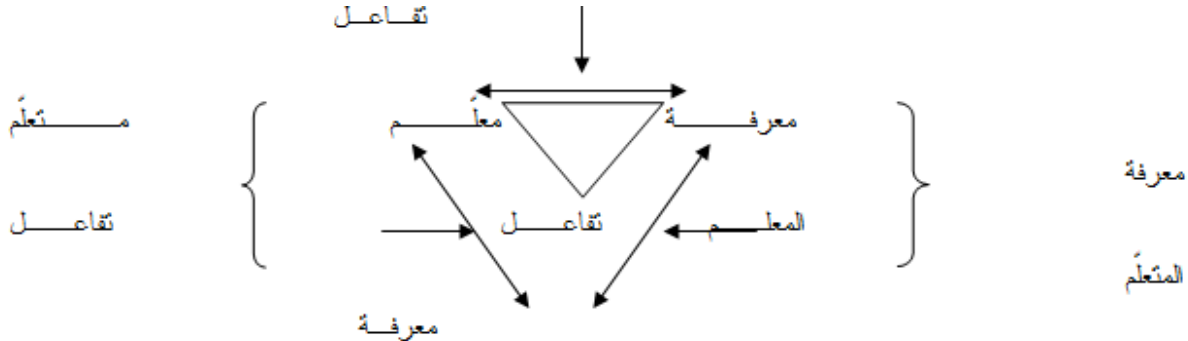 تفاعل
معرفة معلّم متعلّم
معرفة
المعلم تفاعل تفاعل
المتعلّم
معرفة